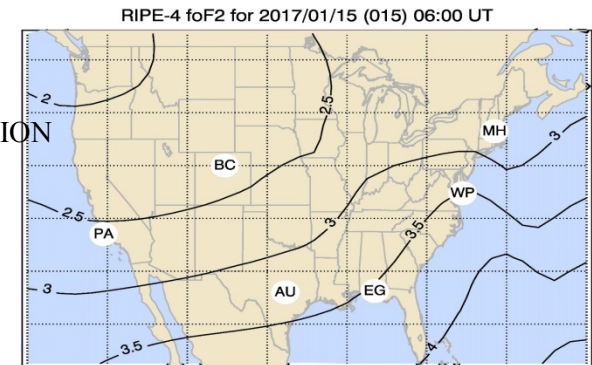 RIPE-4 foF2 for 2017/01/15 (015) 06:00 UT
2
2.5
ION
MH
3
BC
WP
2.5
3
3.5
PA
3
AU
EG
3.5
4